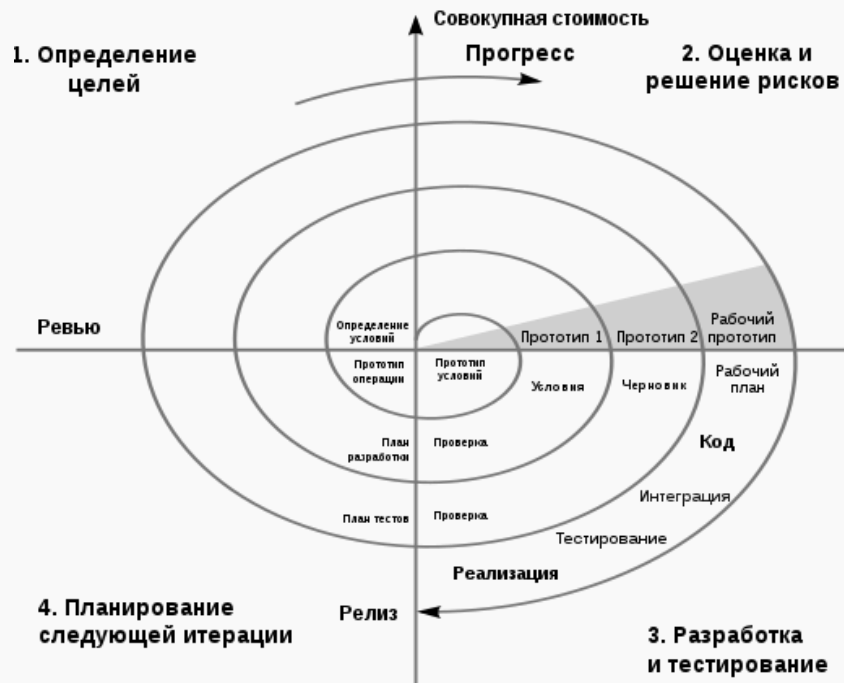 Совокупная стоимость
1. Определение
целей
Прогресс
2. Оценка и
решение рисков
Ревью
Определение
условий
Прототип 1
Прототип 2
Рабочий
прототип
Прототип
операции
Прототип
условий
Условия
Черновик
Рабочий
план
План
разработки
Проверка
Код
План тестов
Проверка
Интеграция
Тестирование
Реализация
4. Планирование
следующей итерации
Релиз
3. Разработка
и тестирование